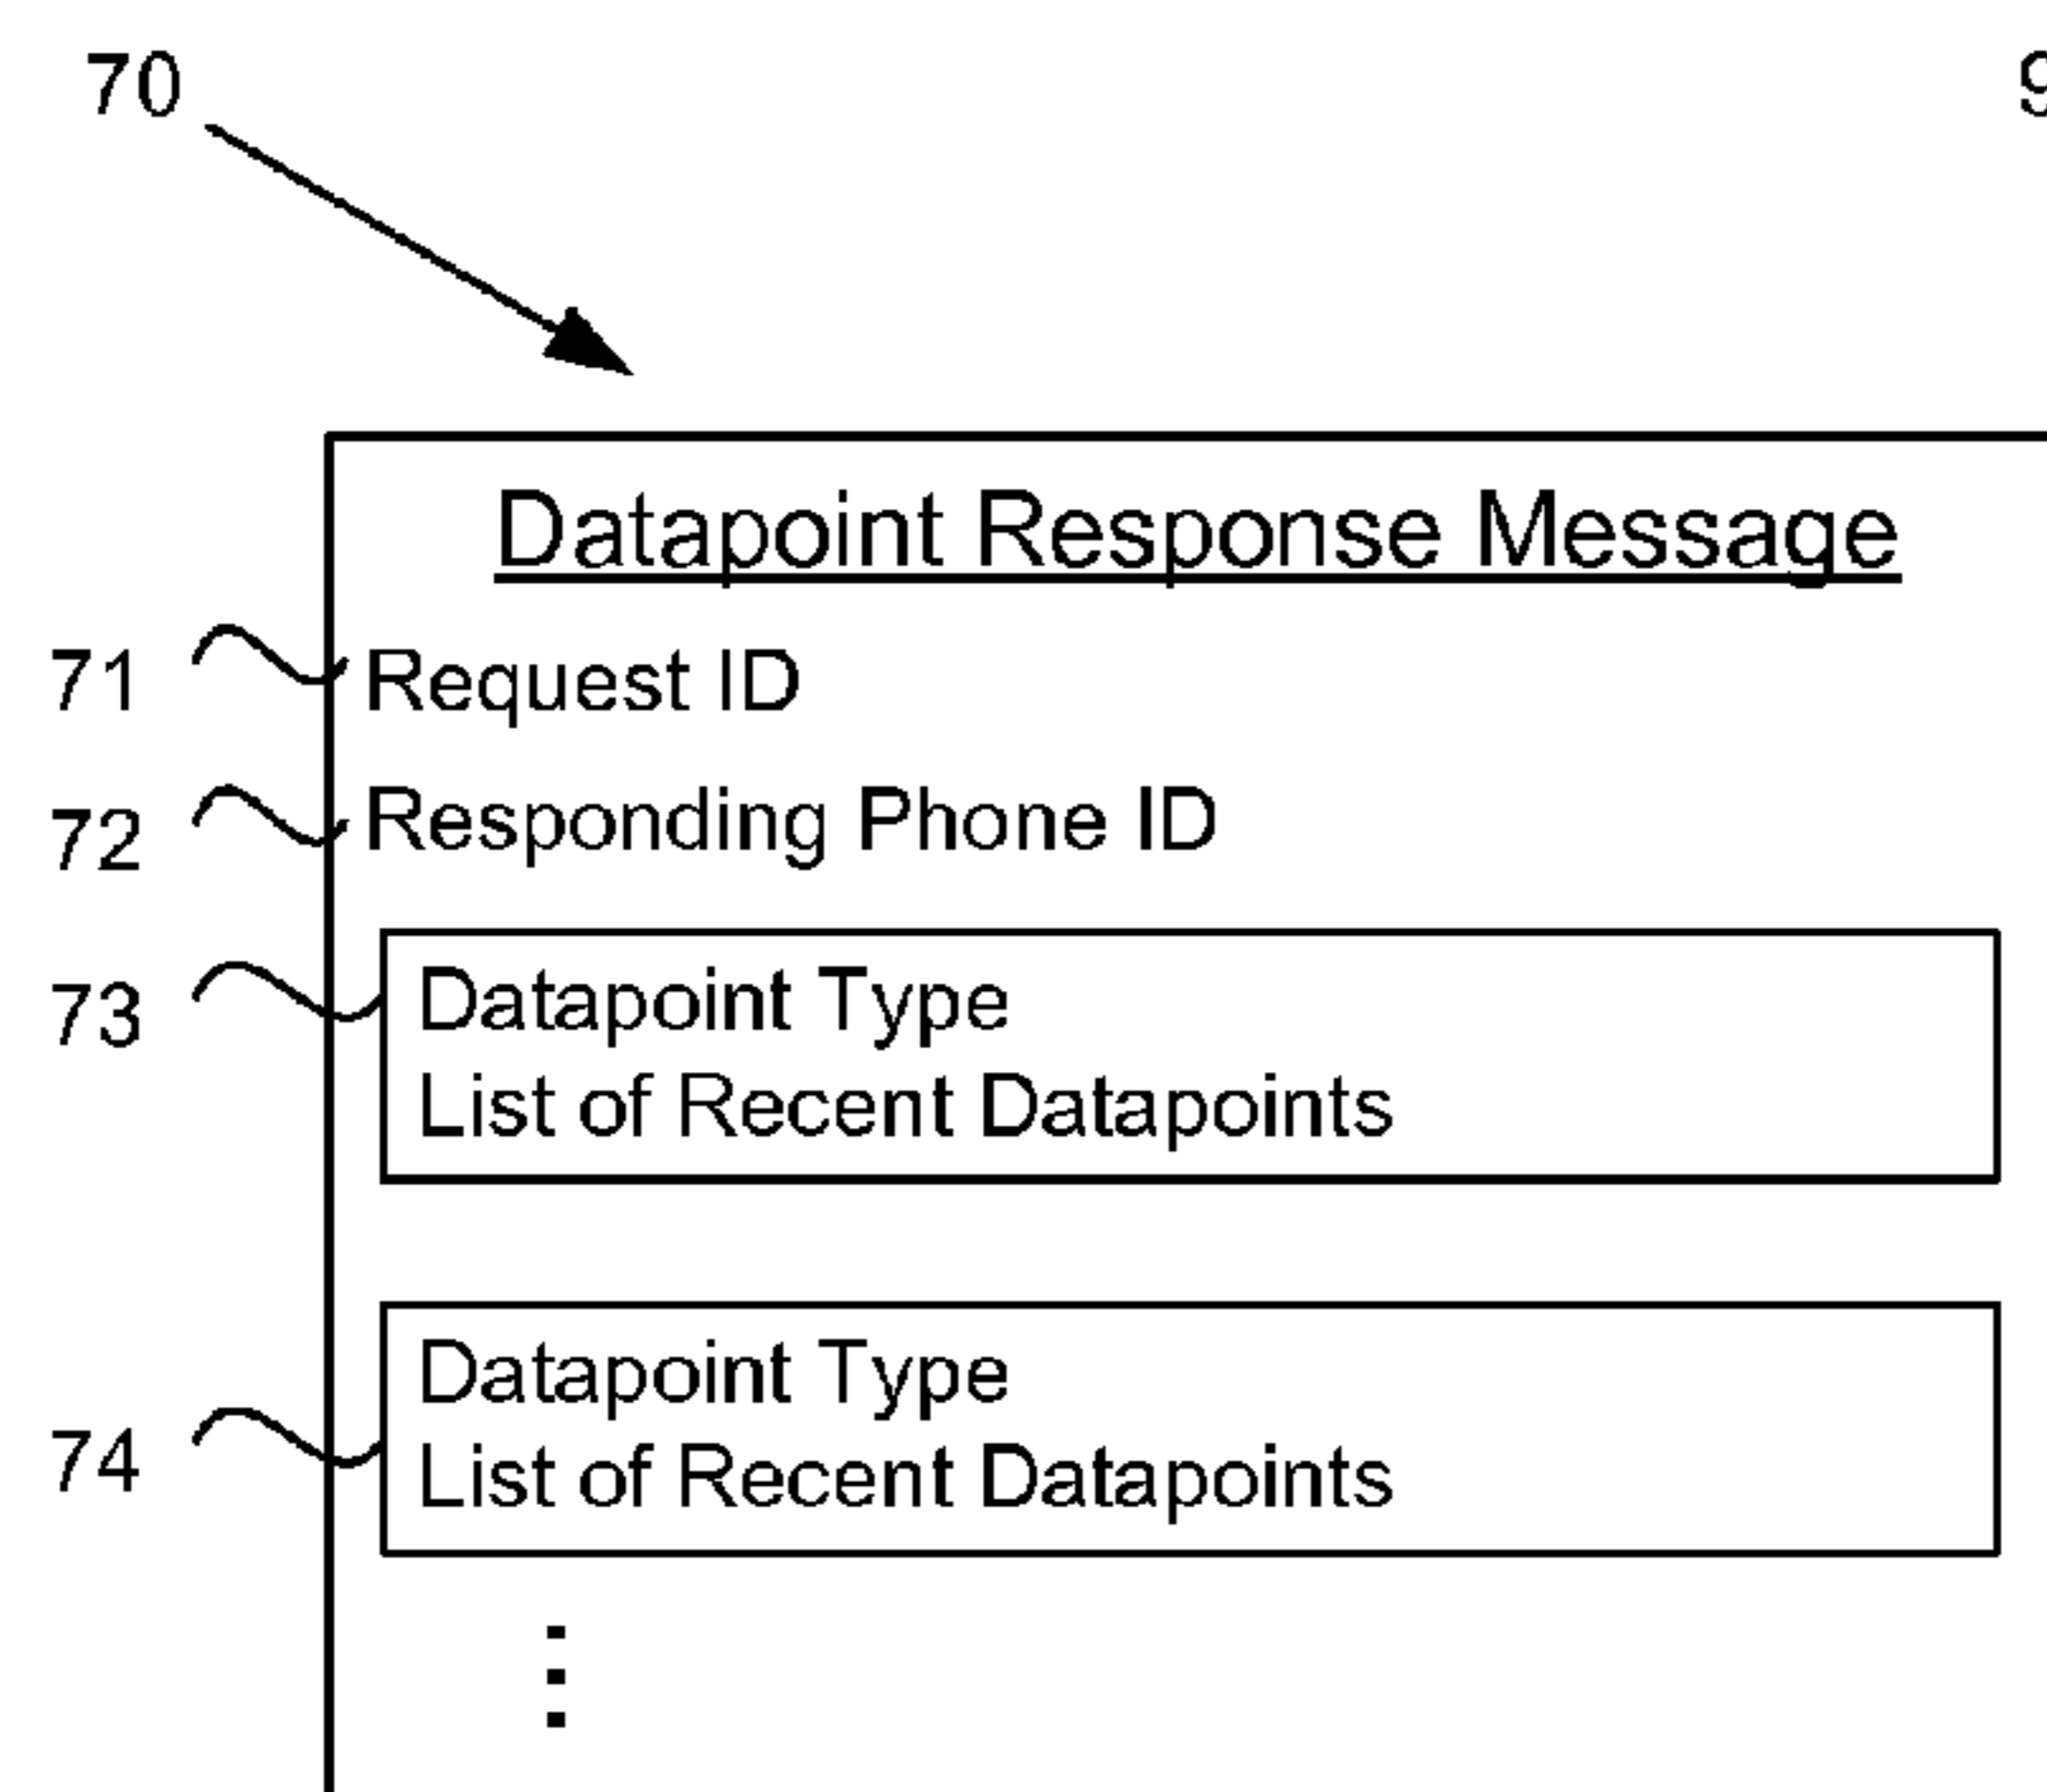 70
Datapoint Response Message
71 Request ID
72 Responding Phone ID
73 Datapoint Type
List of Recent Datapoints
Datapoint Type
74 List of Recent Datapoints